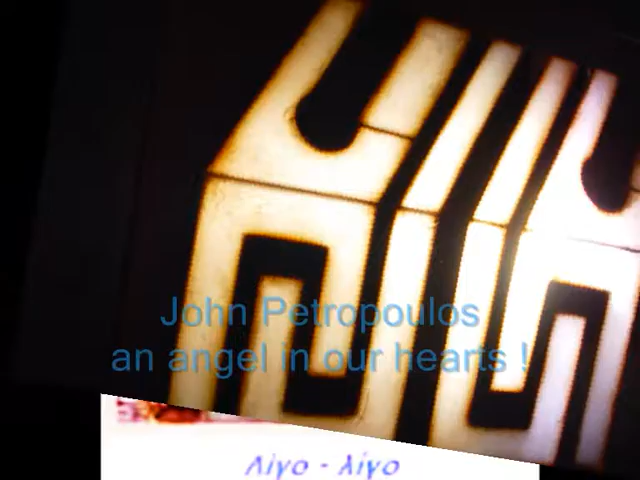 John Petropoulos
an angel in our hearts !
Λίγο - λίγο